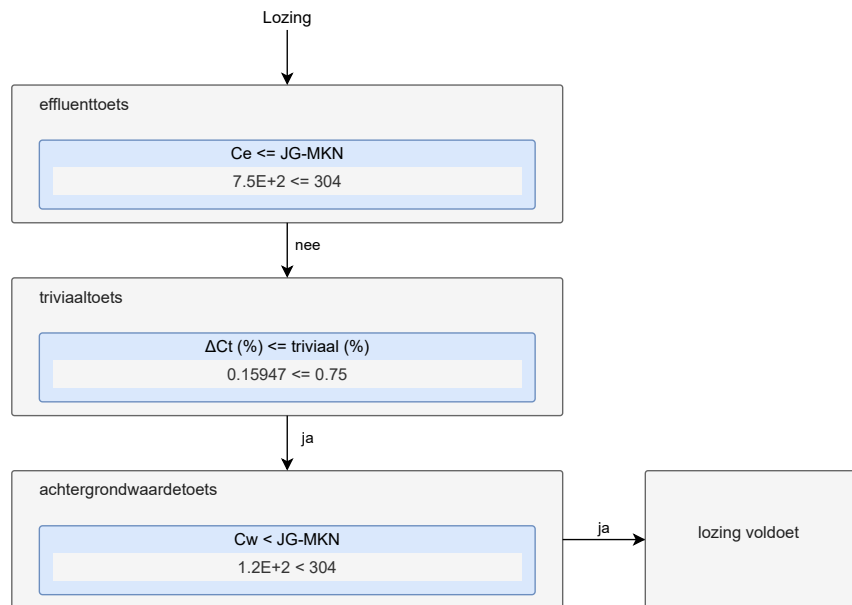 Lozing
effluenttoets
Ce <= JG-MKN
7.5E+2 <= 304
nee
triviaaltoets
ΔCt (%) <= triviaal (%)
0.15947 <= 0.75
ja
achtergrondwaardetoets
Cw < JG-MKN
1.2E+2 < 304
ja
lozing voldoet